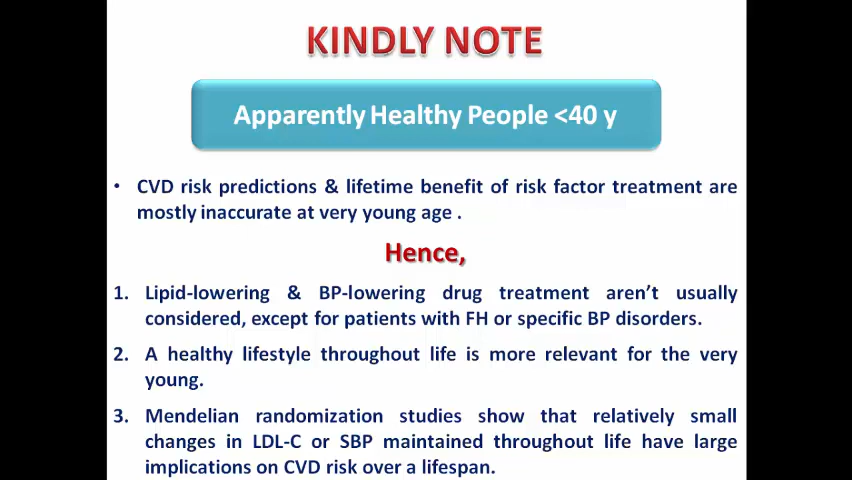 KINDLY NOTE
Apparently Healthy People <40 y
• CVD risk predictions & lifetime benefit of risk factor treatment are
mostly inaccurate at very young age .
Hence,
1. Lipid-lowering & BP-lowering drug treatment aren’t usually
considered, except for patients with FH or specific BP disorders.
2. A healthy lifestyle throughout life is more relevant for the very
young.
3. Mendelian randomization studies show that relatively small
changes in LDL-C or SBP maintained throughout life have large
implications on CVD risk over a lifespan.